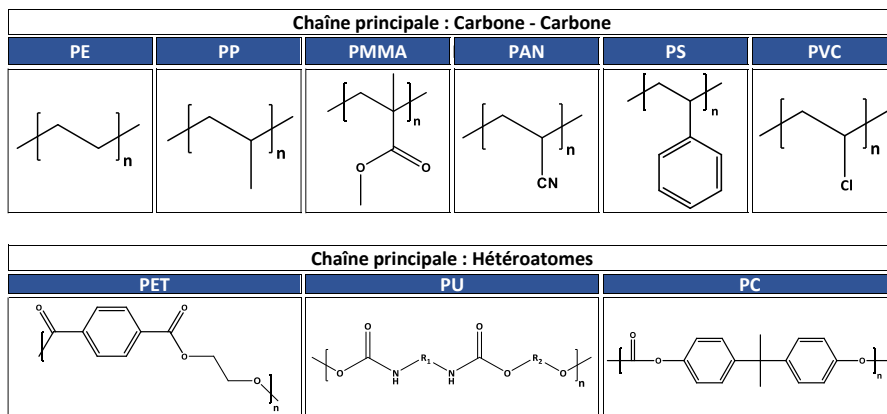 Chaîne principale : Carbone - Carbone
PE PP PMMA PAN PS PVC
n n n n n n
O O CN Cl
Chaîne principale : Hétéroatomes
PET PU PC
O O O O O
O R1 R2 O O
O N H N H O O n n
O n